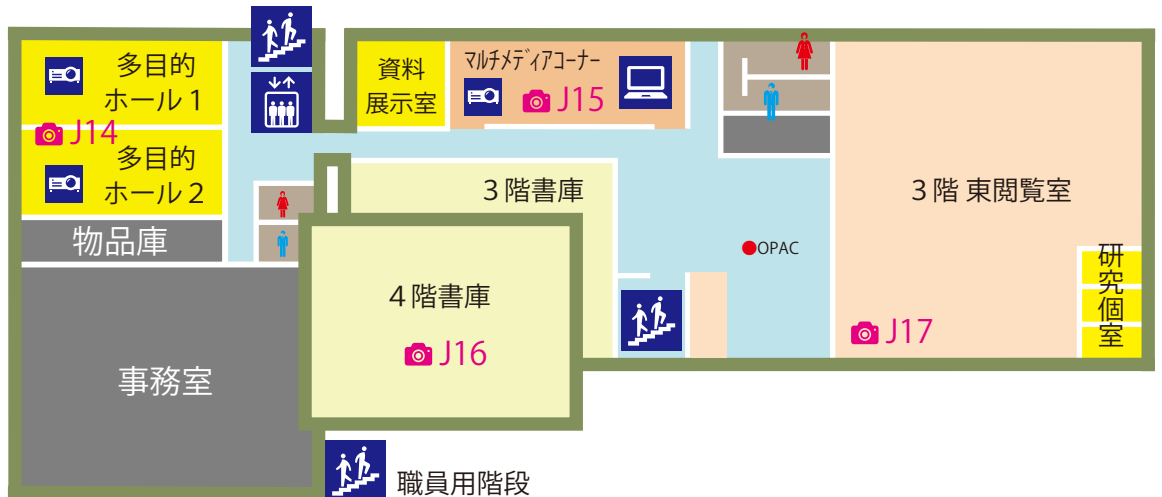 多目的
ホール1
J14
多目的
ホール2
物品庫
事務室
資料
展示室
ﾏﾙﾁﾒﾃﾞｨｱｺｰﾅｰ
J15
3階書庫
4階書庫
J16
OPAC
3階 東閲覧室
J17
研究個室
職員用階段